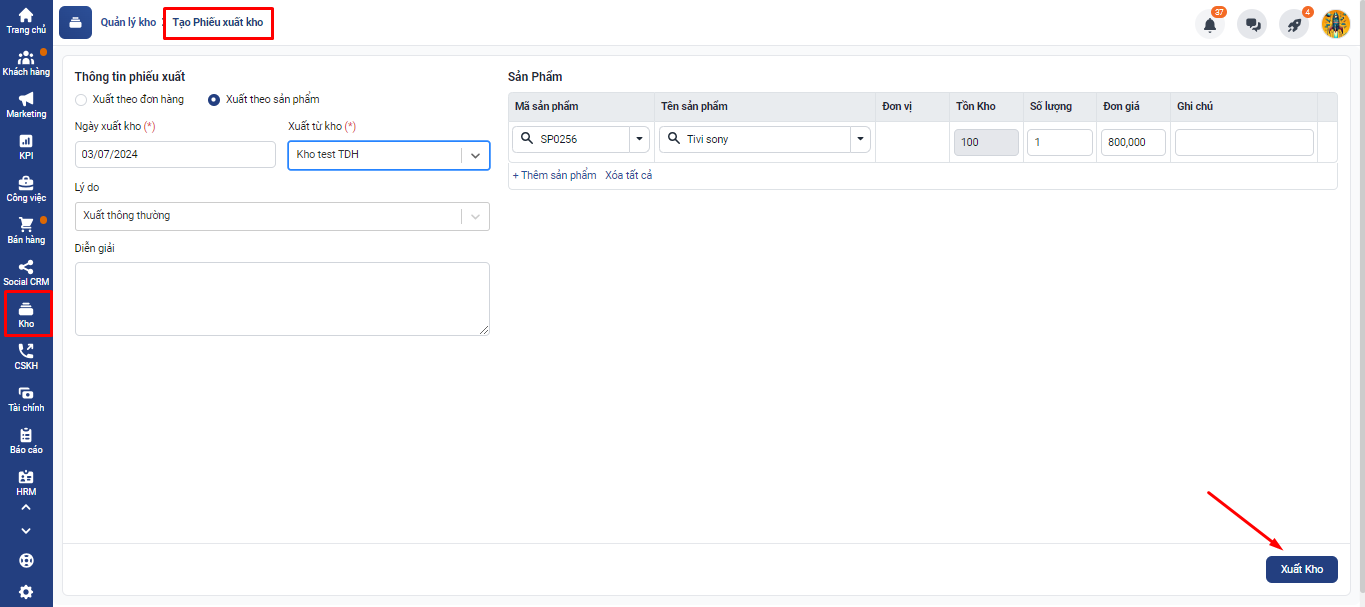 Trang chủ
Khách hàng
Marketing
KPI
Công việc
Bán hàng
Social CRM
Kho
CSKH
Tài chính
Báo cáo
HRM
Quản lý kho
Tạo Phiếu xuất kho
37
4
Thông tin phiếu xuất
Xuất theo đơn hàng Xuất theo sản phẩm
Ngày xuất kho (*) Xuất từ kho (*)
03/07/2024 Kho test TDH
Lý do
Xuất thông thường
Diễn giải
Sản Phẩm
Mã sản phẩm Tên sản phẩm Đơn vị Tồn Kho Số lượng Đơn giá Ghi chú
SP0256 Tivi sony 100 1 800,000
+ Thêm sản phẩm Xóa tất cả
Xuất Kho